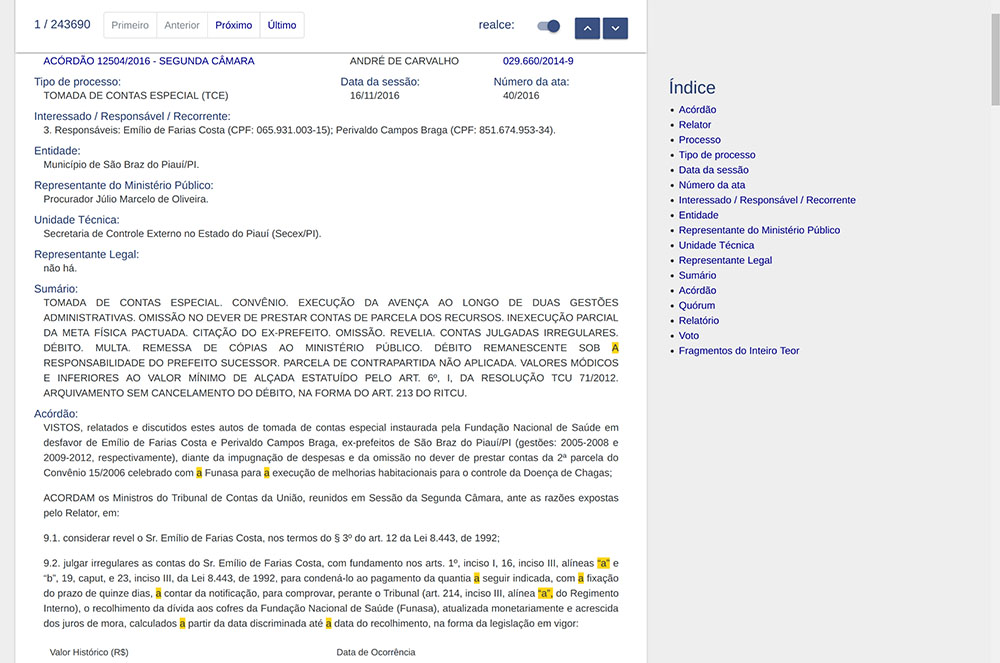 1 / 243690 Primeiro Anterior Próximo Último realce:
ACÓRDÃO 12504/2016 - SEGUNDA CÂMARA ANDRÉ DE CARVALHO 029.660/2014-9
Tipo de processo: Data da sessão: Número da ata:
TOMADA DE CONTAS ESPECIAL (TCE) 16/11/2016 40/2016
Interessado / Responsável / Recorrente:
3. Responsáveis: Emílio de Farias Costa (CPF: 065.931.003-15); Perivaldo Campos Braga (CPF: 851.674.953-34).
Entidade:
Município de São Braz do Piauí/PI.
Representante do Ministério Público:
Procurador Júlio Marcelo de Oliveira.
Unidade Técnica:
Secretaria de Controle Externo no Estado do Piauí (Secex/PI).
Representante Legal:
não há.
Sumário:
TOMADA DE CONTAS ESPECIAL. CONVÊNIO. EXECUÇÃO DA AVENÇA AO LONGO DE DUAS GESTÕES
ADMINISTRATIVAS. OMISSÃO NO DEVER DE PRESTAR CONTAS DE PARCELA DOS RECURSOS. INEXECUÇÃO PARCIAL
DA META FÍSICA PACTUADA. CITAÇÃO DO EX-PREFEITO. OMISSÃO. REVELIA. CONTAS JULGADAS IRREGULARES.
DÉBITO. MULTA. REMESSA DE CÓPIAS AO MINISTÉRIO PÚBLICO. DÉBITO REMANESCENTE SOB A
RESPONSABILIDADE DO PREFEITO SUCESSOR. PARCELA DE CONTRAPARTIDA NÃO APLICADA. VALORES MÓDICOS
E INFERIORES AO VALOR MÍNIMO DE ALÇADA ESTATUÍDO PELO ART. 6º, I, DA RESOLUÇÃO TCU 71/2012.
ARQUIVAMENTO SEM CANCELAMENTO DO DÉBITO, NA FORMA DO ART. 213 DO RITCU.
Acórdão:
VISTOS, relatados e discutidos estes autos de tomada de contas especial instaurada pela Fundação Nacional de Saúde em
desfavor de Emílio de Farias Costa e Perivaldo Campos Braga, ex-prefeitos de São Braz do Piauí/PI (gestões: 2005-2008 e
2009-2012, respectivamente), diante da impugnação de despesas e da omissão no dever de prestar contas da 2ª parcela do
Convênio 15/2006 celebrado com a Funasa para a execução de melhorias habitacionais para o controle da Doença de Chagas;
ACORDAM os Ministros do Tribunal de Contas da União, reunidos em Sessão da Segunda Câmara, ante as razões expostas
pelo Relator, em:
9.1. considerar revel o Sr. Emílio de Farias Costa, nos termos do § 3º do art. 12 da Lei 8.443, de 1992;
9.2. julgar irregulares as contas do Sr. Emílio de Farias Costa, com fundamento nos arts. 1º, inciso I, 16, inciso III, alíneas “a” e
“b”, 19, caput, e 23, inciso III, da Lei 8.443, de 1992, para condená-lo ao pagamento da quantia a seguir indicada, com a fixação
do prazo de quinze dias, a contar da notificação, para comprovar, perante o Tribunal (art. 214, inciso III, alínea “a”, do Regimento
Interno), o recolhimento da dívida aos cofres da Fundação Nacional de Saúde (Funasa), atualizada monetariamente e acrescida
dos juros de mora, calculados a partir da data discriminada até a data do recolhimento, na forma da legislação em vigor:
Valor Histórico (R$) Data de Ocorrência
Índice
Acórdão
Relator
Processo
Tipo de processo
Data da sessão
Número da ata
Interessado / Responsável / Recorrente
Entidade
Representante do Ministério Público
Unidade Técnica
Representante Legal
Sumário
Acórdão
Quórum
Relatório
Voto
Fragmentos do Inteiro Teor